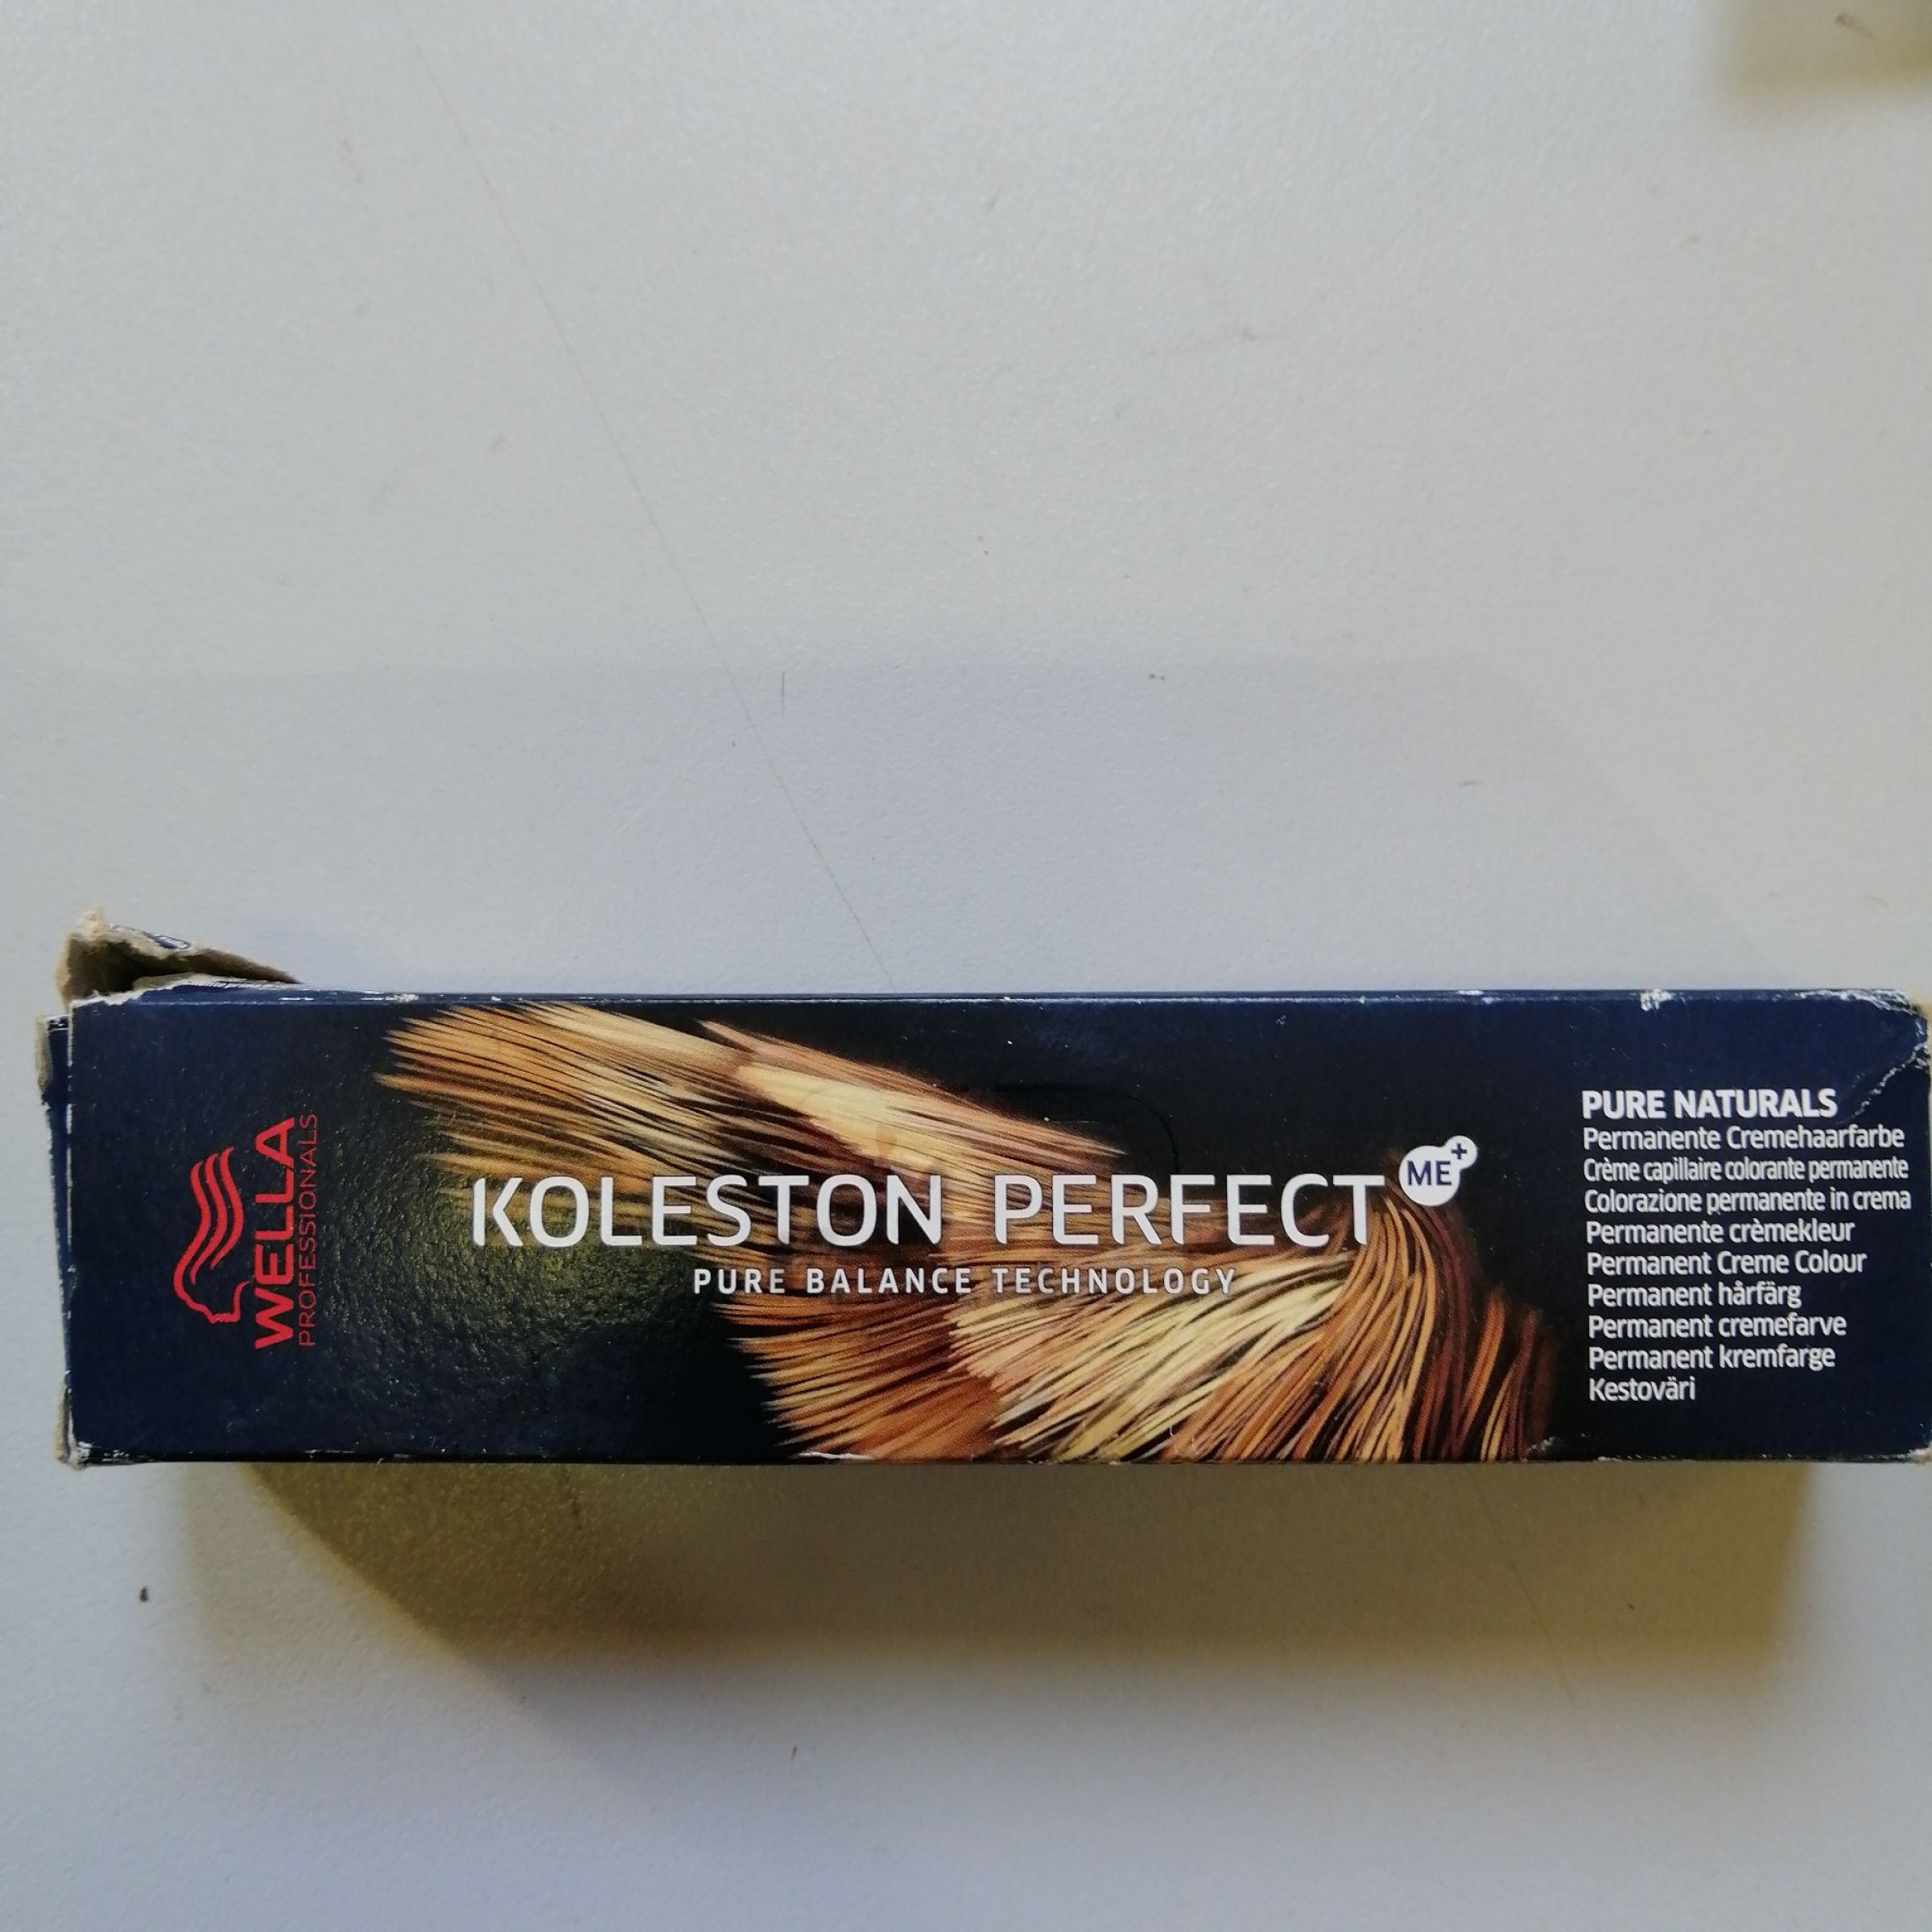 WELLA
PROFESSIONALS
KOLESTON PERFECT ME+
PURE BALANCE TECHNOLOGY
PURE NATURALS
Permanente Cremehaarfarbe
Crème capillaire colorante permanente
Colorazione permanente in crema
Permanente crèmekleur
Permanent Creme Colour
Permanent hårfärg
Permanent cremefarve
Permanent kremfarge
Kestoväri